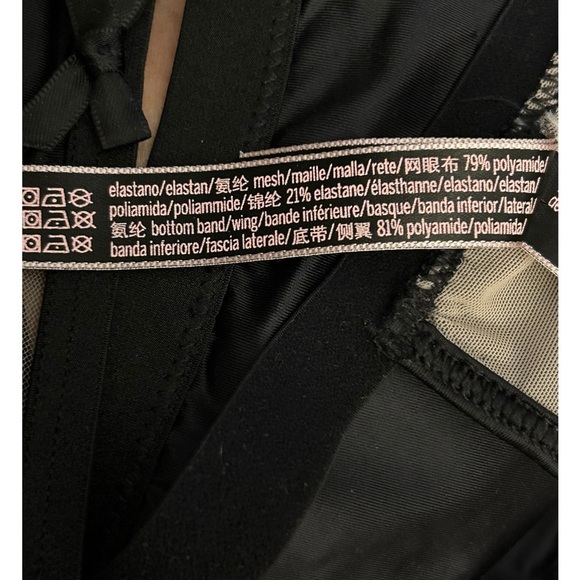 elastano/elastan/氨纶 mesh/maille/malla/rete/网眼布 79% polyamide/
poliamida/poliammide/锦纶 21% elastane/élasthanne/elastano/elastan/
氨纶 bottom band/wing/bande inférieure/basque/banda inferior/lateral/
banda inferiore/fascia laterale/底带/侧翼 81% polyamide/poliamida/